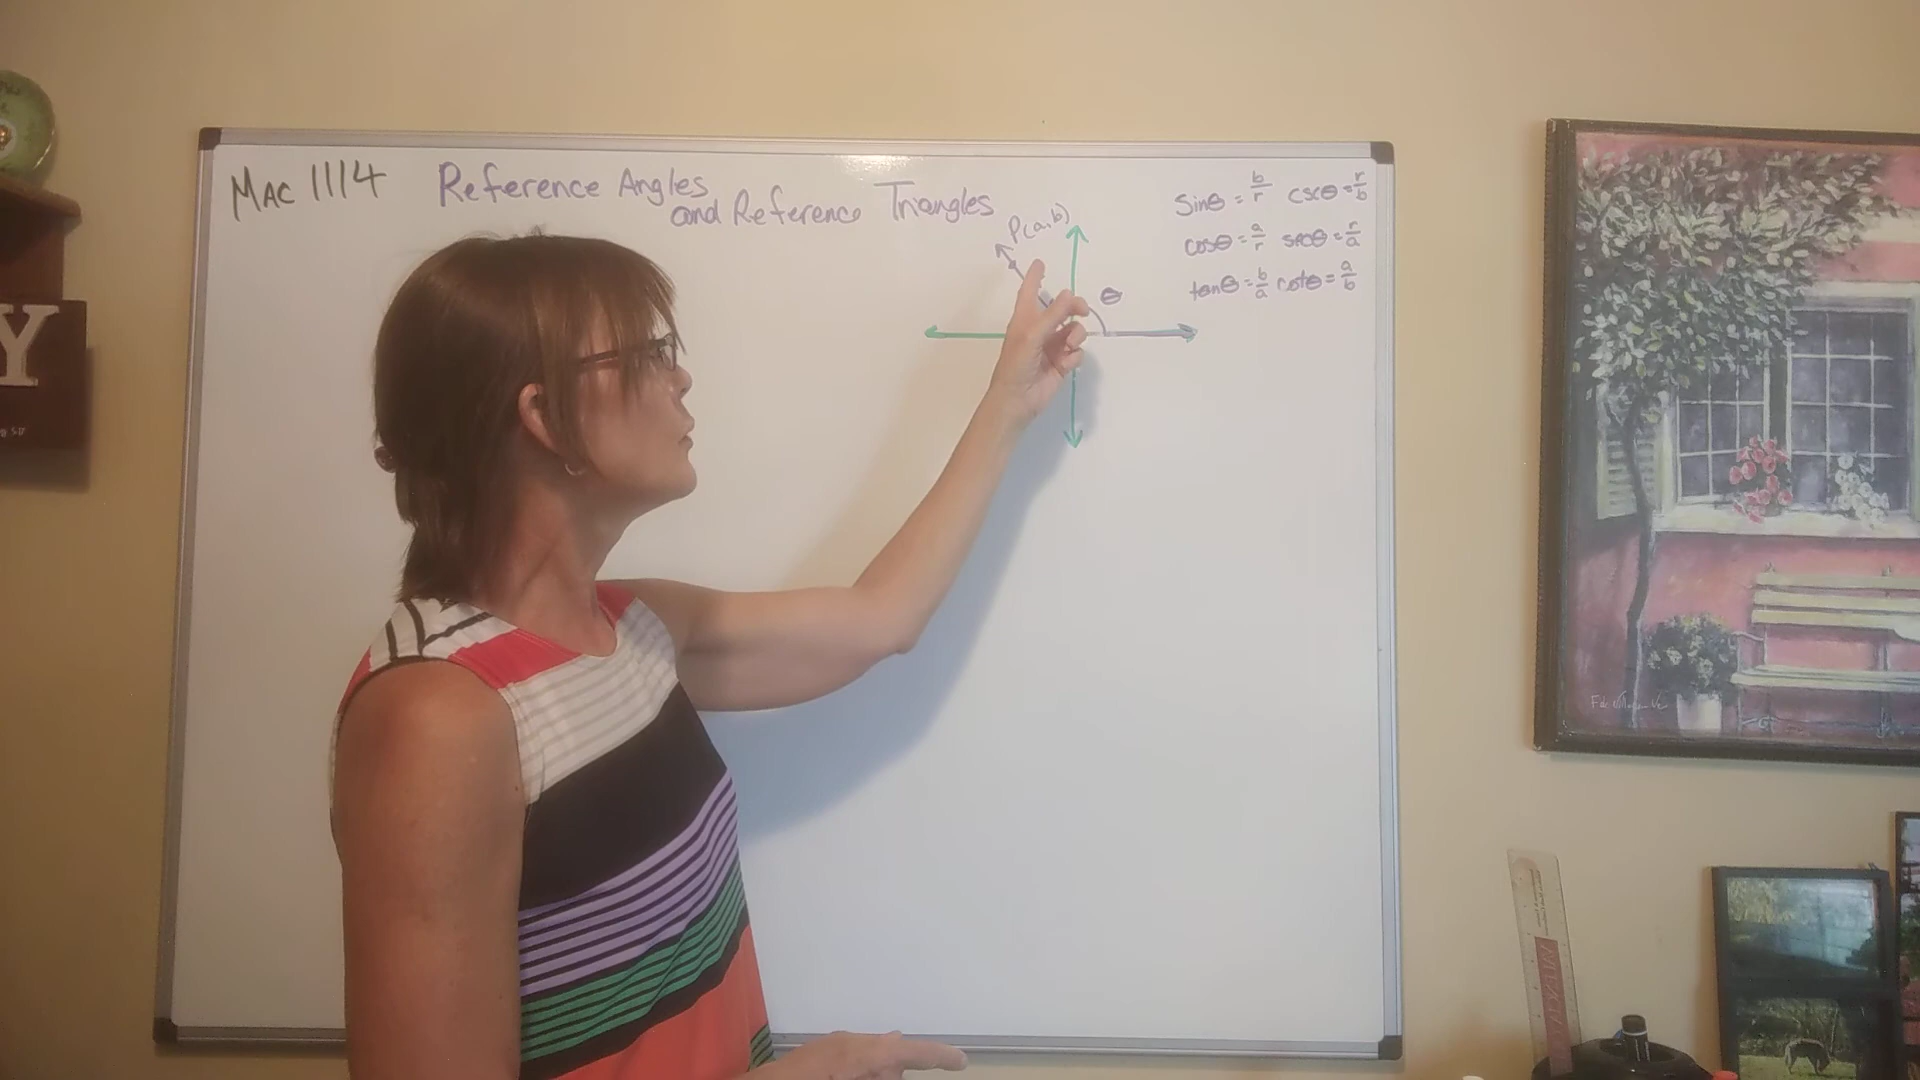 MAC 1114 Reference Angles and Reference Triangles
P(a,b)
θ
sinθ = b/r cscθ = r/b
cosθ = a/r secθ = r/a
tanθ = b/a cotθ = a/b
Y